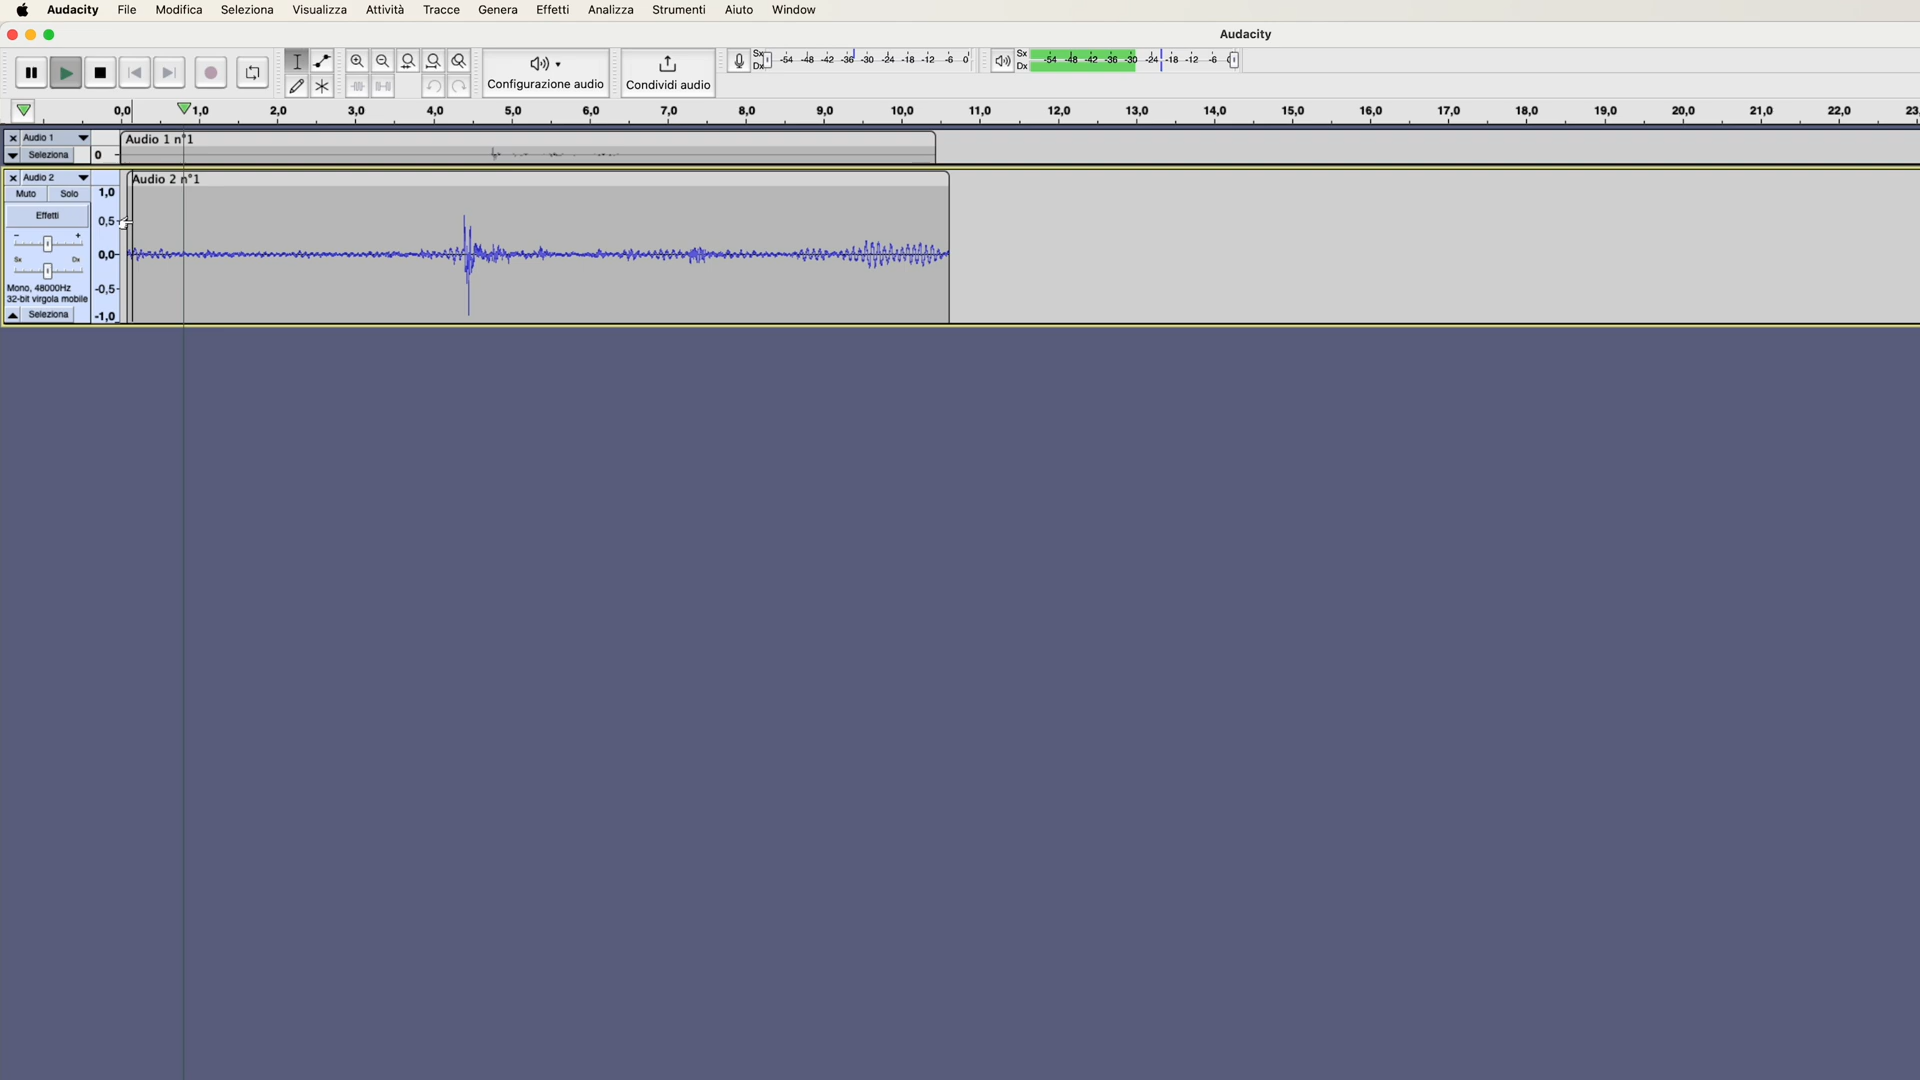 Audacity File Modifica Seleziona Visualizza Attività Tracce Genera Effetti Analizza Strumenti Aiuto Window
Audacity
Configurazione audio
Condividi audio
Sx -54 -48 -42 -36 -30 -24 -18 -12 -6 0
Dx
Sx -54 -48 -42 -36 -30 -24 -18 -12 -6
Dx
0,0 1,0 2,0 3,0 4,0 5,0 6,0 7,0 8,0 9,0 10,0 11,0 12,0 13,0 14,0 15,0 16,0 17,0 18,0 19,0 20,0 21,0 22,0 23,
Audio 1
Audio 1 n°1
Seleziona 0
Audio 2
Audio 2 n°1
Muto Solo 1,0
Effetti 0,5
- +
0,0
Sx Dx
Mono, 48000Hz -0,5
32-bit virgola mobile
Seleziona -1,0